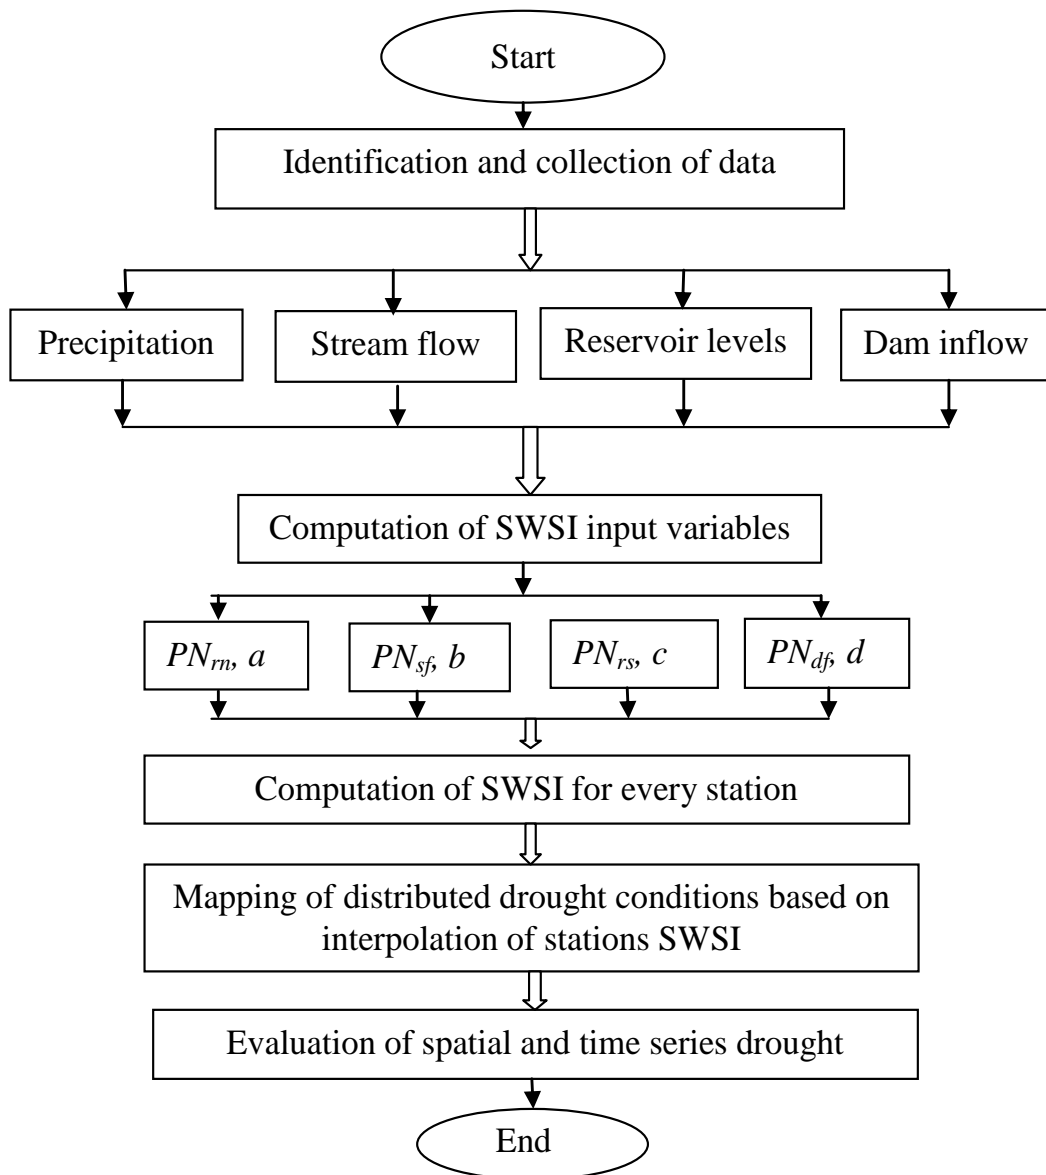 Start
Identification and collection of data
Precipitation
Stream flow
Reservoir levels
Dam inflow
Computation of SWSI input variables
PNrn, a
PNsf, b
PNrs, c
PNdf, d
Computation of SWSI for every station
Mapping of distributed drought conditions based on
interpolation of stations SWSI
Evaluation of spatial and time series drought
End